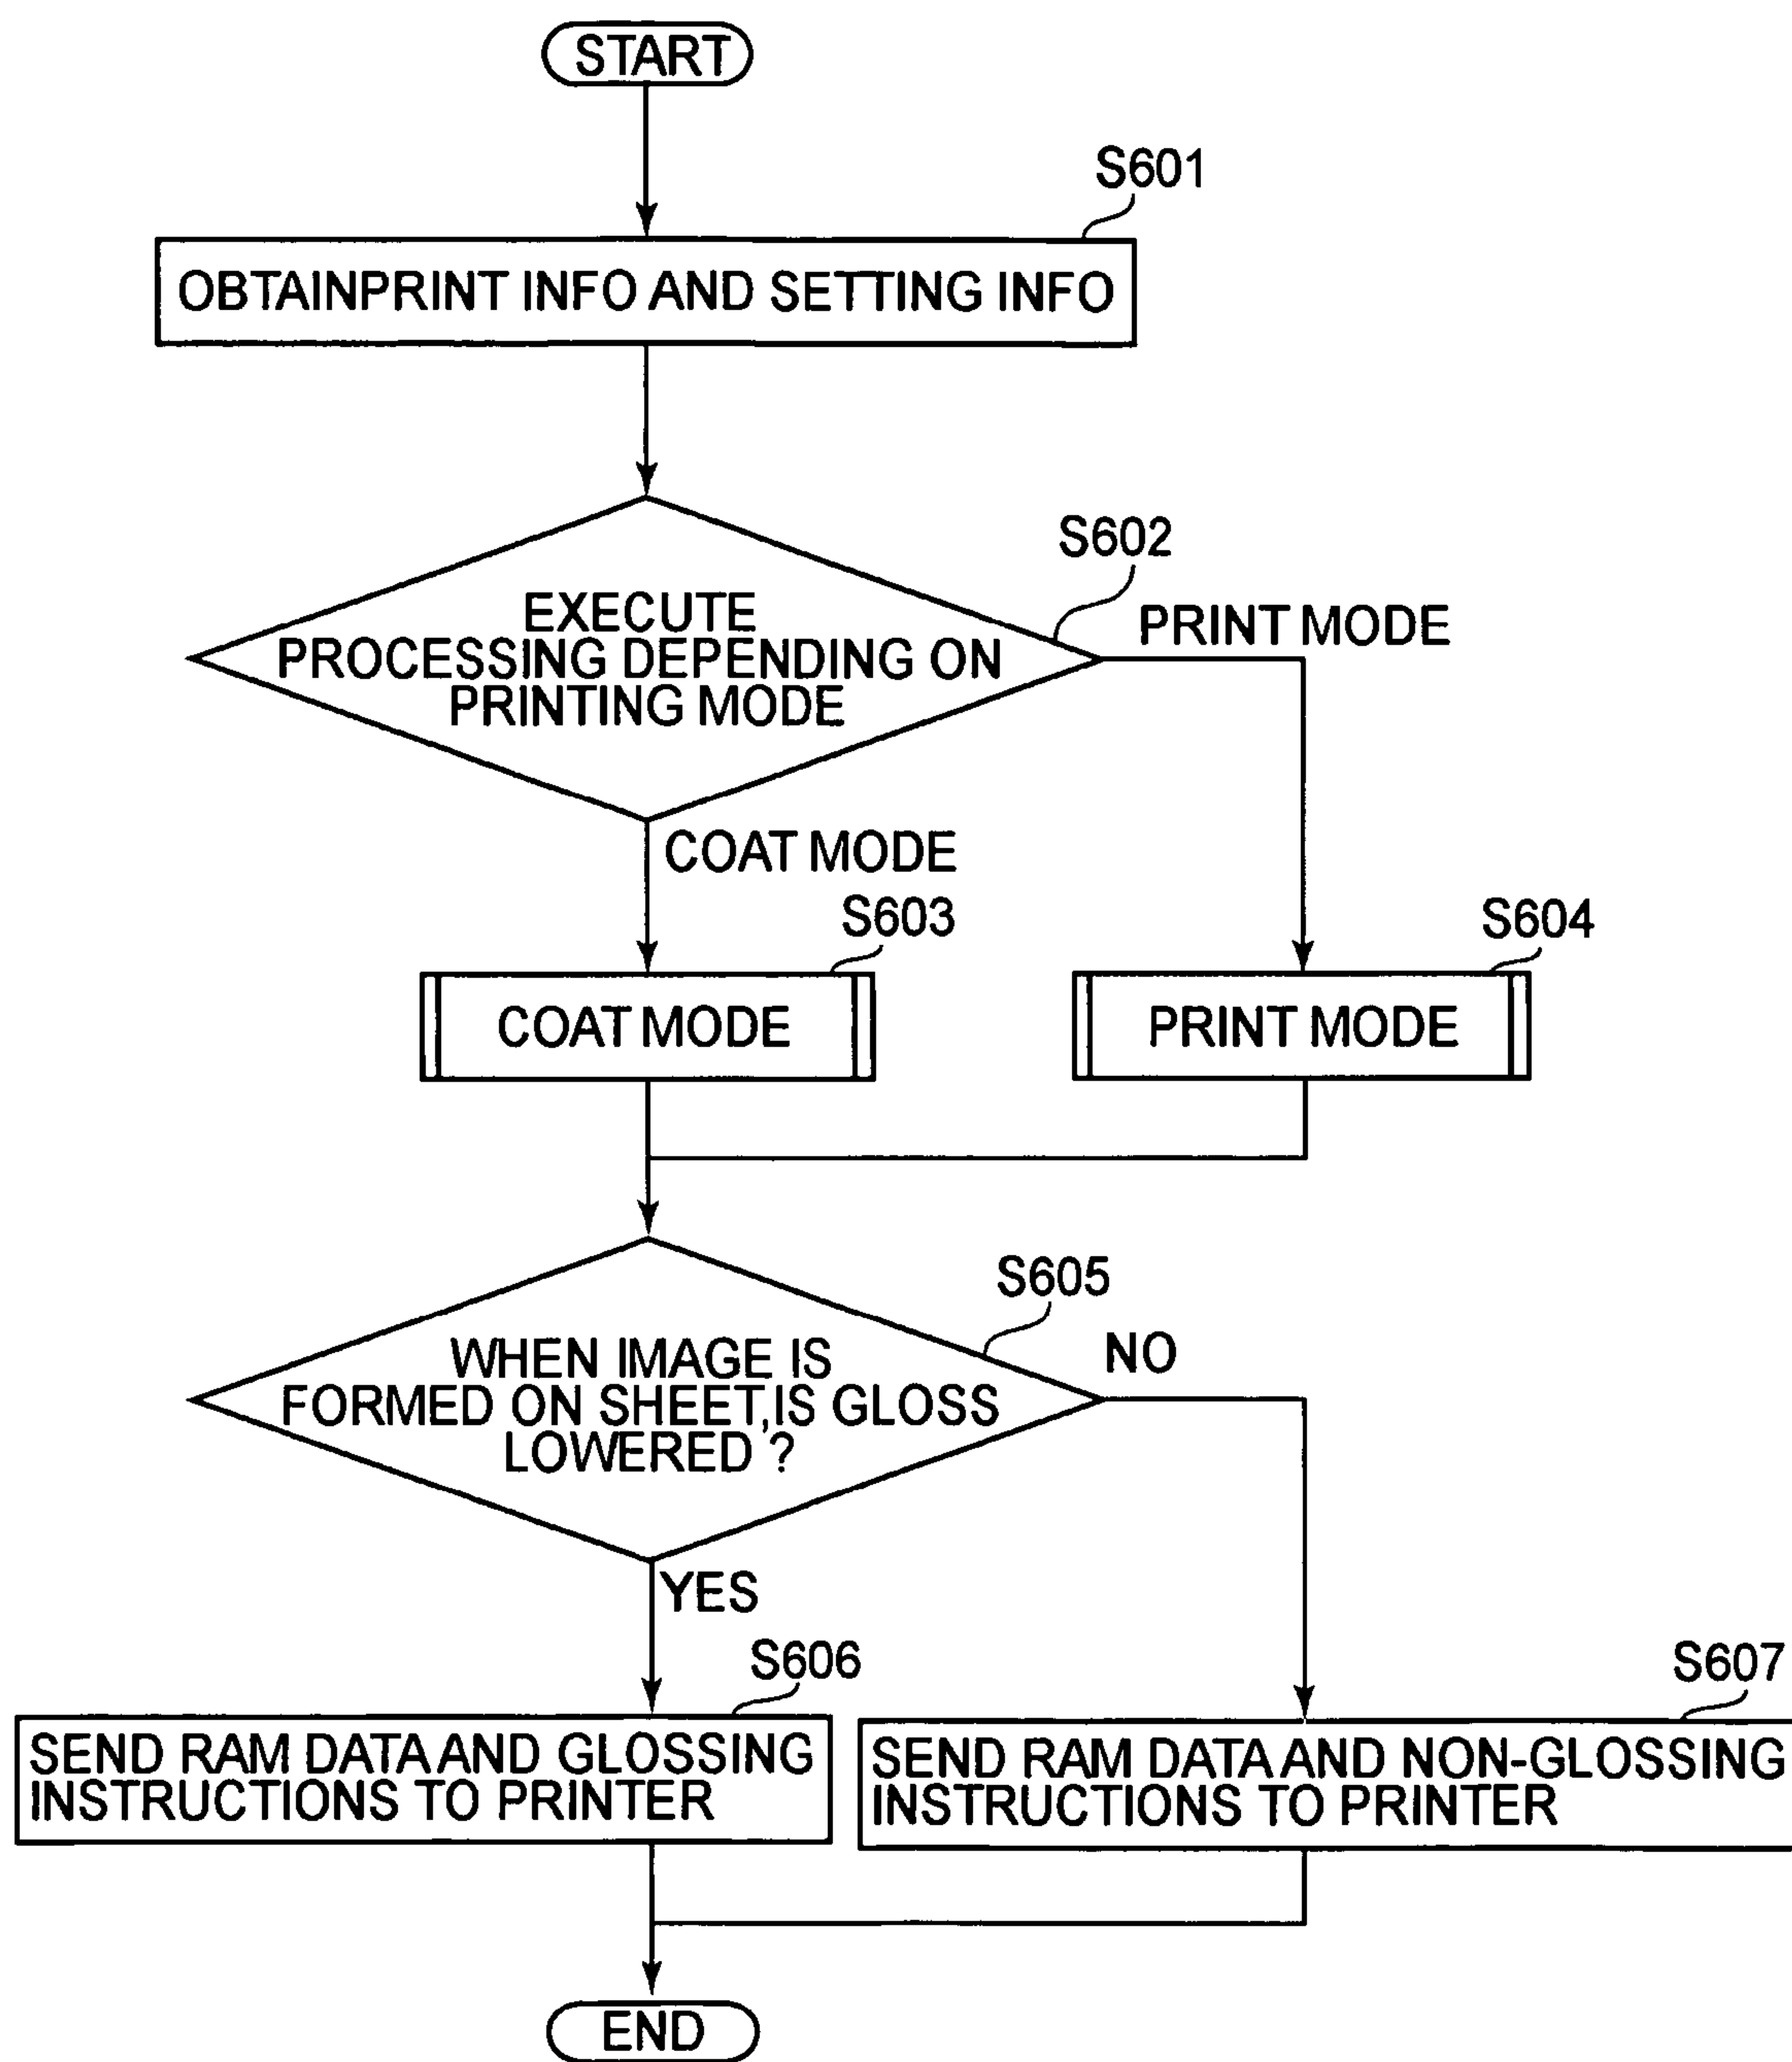 START
S601
OBTAINPRINT INFO AND SETTING INFO
S602
EXECUTE
PROCESSING DEPENDING ON
PRINTING MODE
PRINT MODE
COAT MODE
S603
S604
COAT MODE
PRINT MODE
S605
WHEN IMAGE IS
FORMED ON SHEET,IS GLOSS
LOWERED ?
NO
YES
S606
S607
SEND RAM DATA AND GLOSSING
INSTRUCTIONS TO PRINTER
SEND RAM DATA AND NON-GLOSSING
INSTRUCTIONS TO PRINTER
END